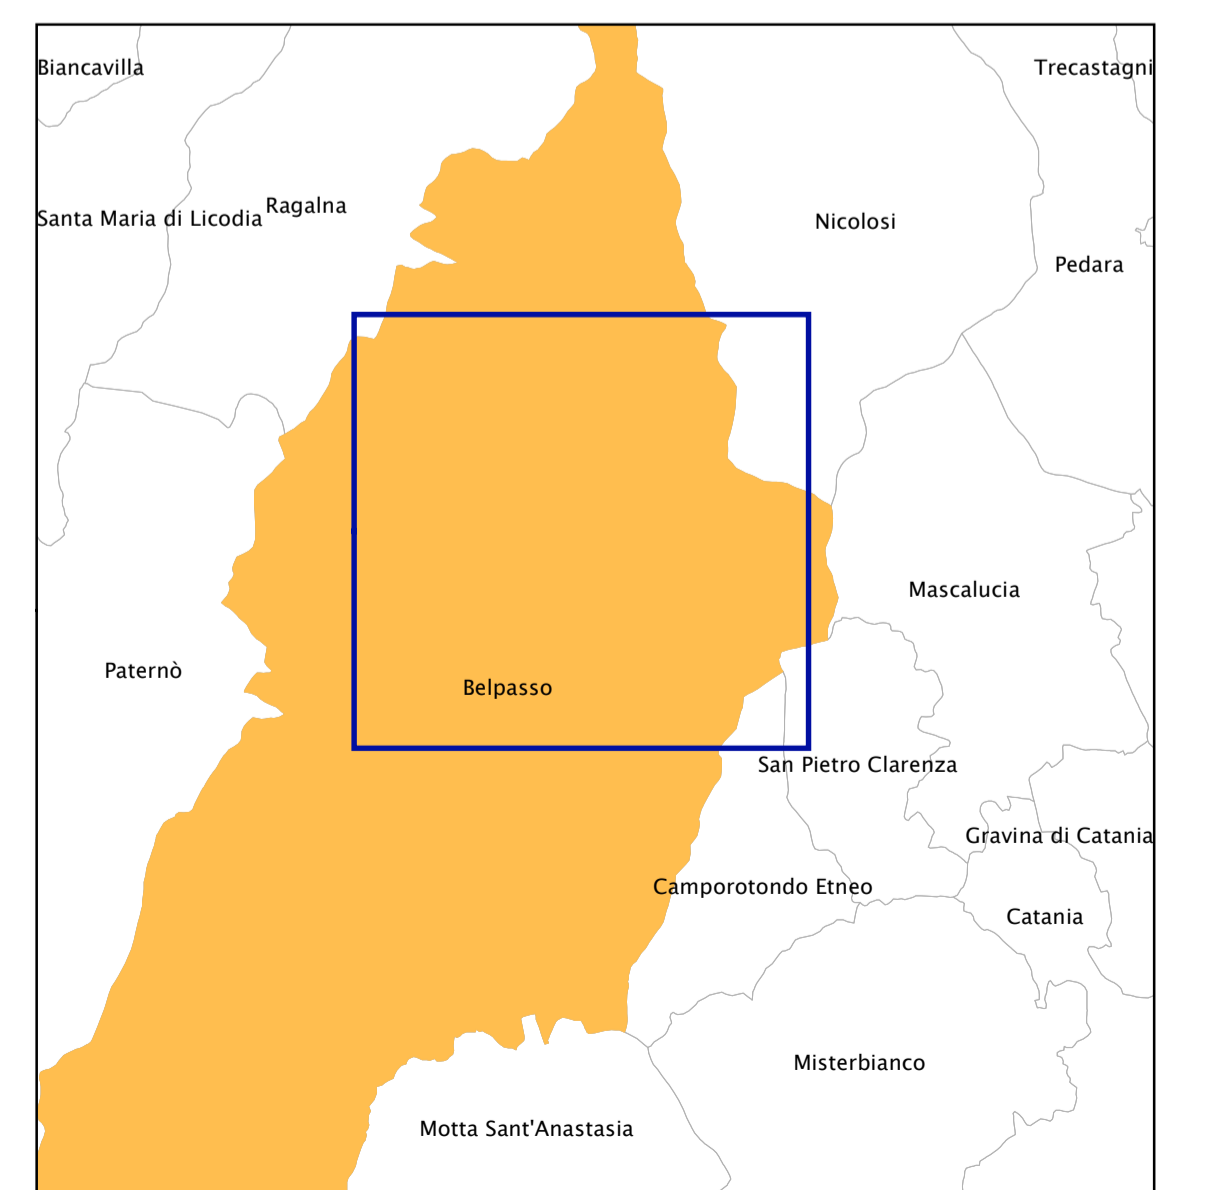 Biancavilla
Trecastagni
Ragalna
Santa Maria di Licodia
Nicolosi
Pedara
Mascalucia
Paternò
Belpasso
San Pietro Clarenza
Gravina di Catania
Camporotondo Etneo
Catania
Misterbianco
Motta Sant'Anastasia